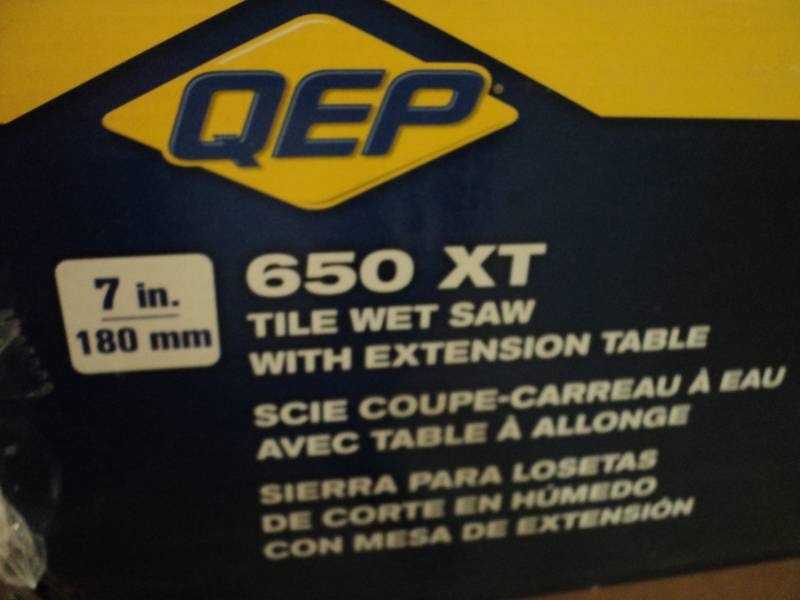 QEP
7 in.
180 mm
650 XT
TILE WET SAW
WITH EXTENSION TABLE
SCIE COUPE-CARREAU À EAU
AVEC TABLE À ALLONGE
SIERRA PARA LOSETAS
DE CORTE EN HÚMEDO
CON MESA DE EXTENSIÓN